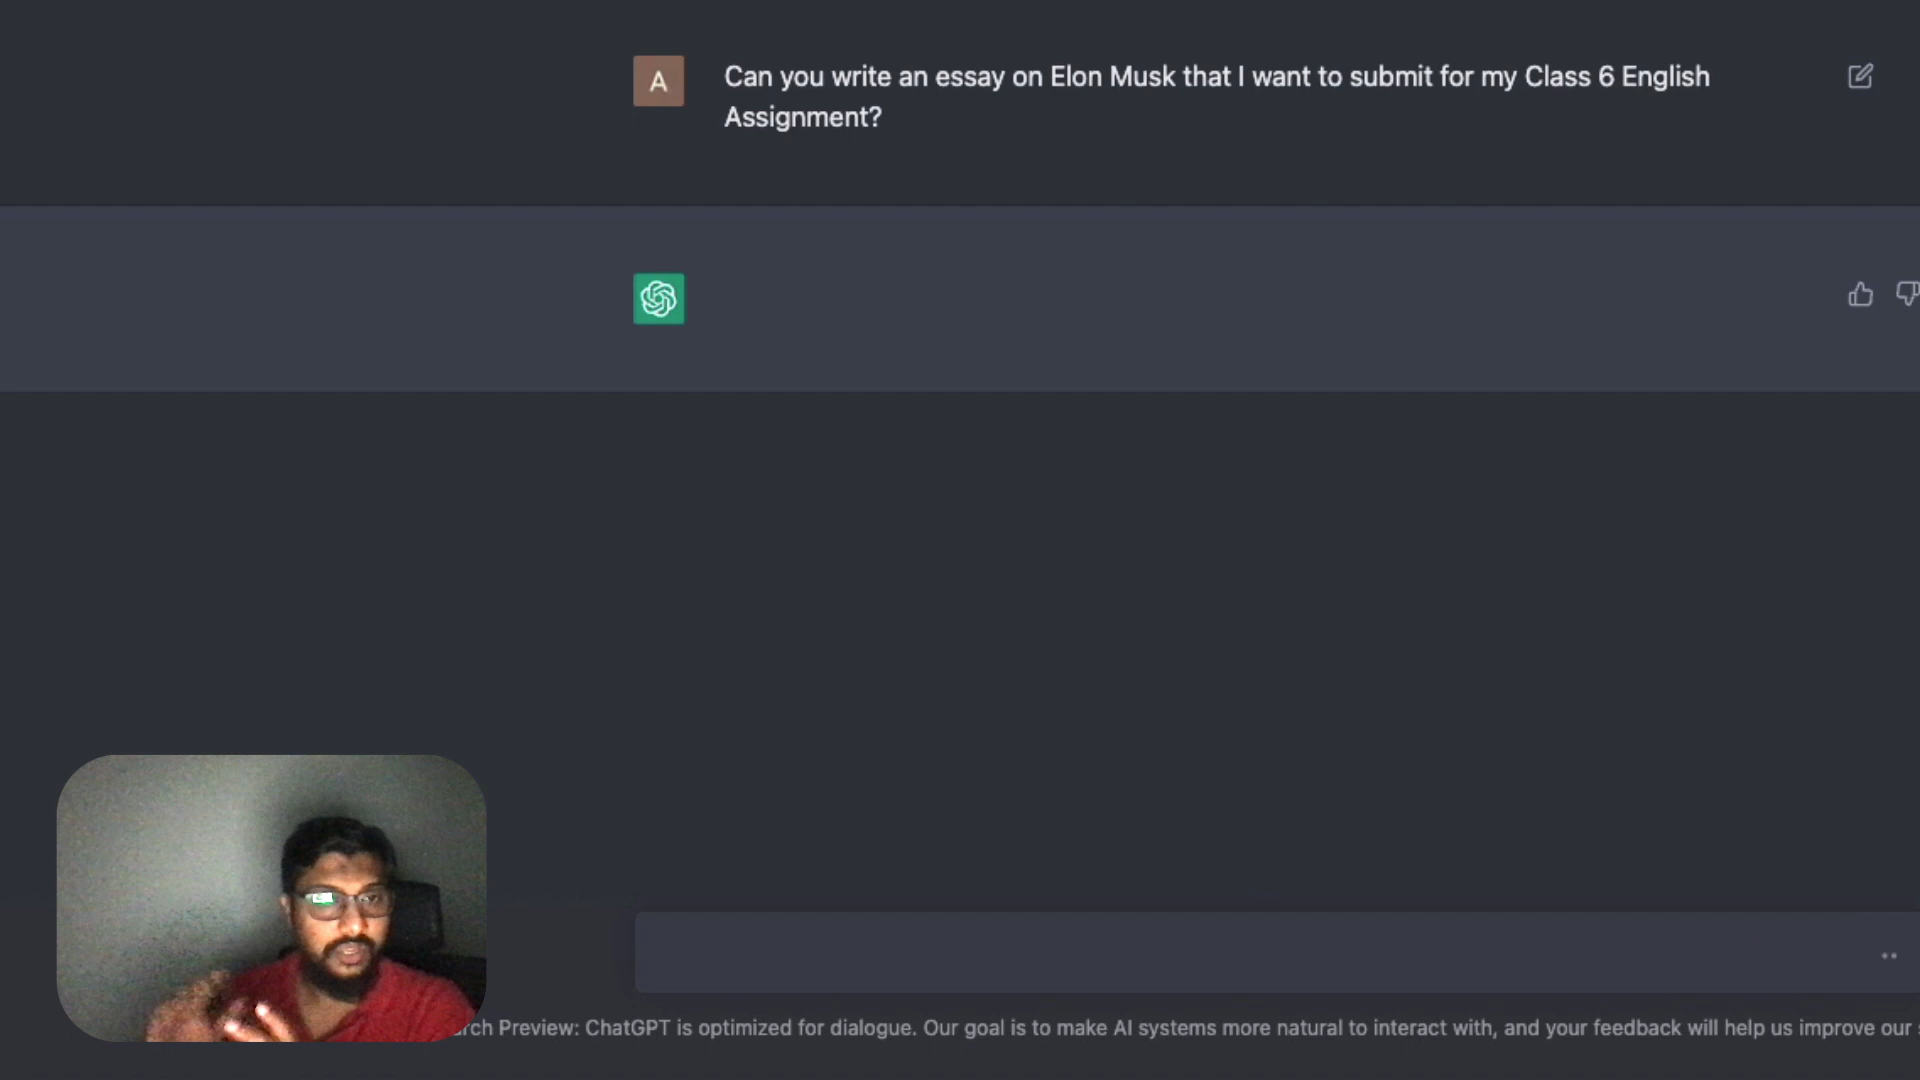 A
Can you write an essay on Elon Musk that I want to submit for my Class 6 English
Assignment?
Preview: ChatGPT is optimized for dialogue. Our goal is to make AI systems more natural to interact with, and your feedback will help us improve our